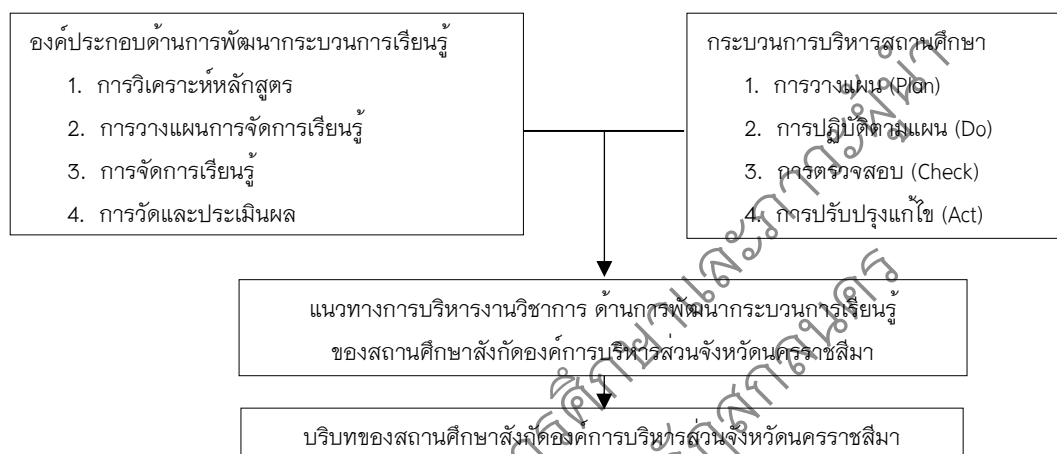 องค์ประกอบด้านการพัฒนากระบวนการเรียนรู้
1. การวิเคราะห์หลักสูตร
2. การวางแผนการจัดการเรียนรู้
3. การจัดการเรียนรู้
4. การวัดและประเมินผล
กระบวนการบริหารสถานศึกษา
1. การวางแผน (Plan)
2. การปฏิบัติตามแผน (Do)
3. การตรวจสอบ (Check)
4. การปรับปรุงแก้ไข (Act)
แนวทางการบริหารงานวิชาการ ด้านการพัฒนากระบวนการเรียนรู้
ของสถานศึกษาสังกัดองค์การบริหารส่วนจังหวัดนครราชสีมา
บริบทของสถานศึกษาสังกัดองค์การบริหารส่วนจังหวัดนครราชสีมา